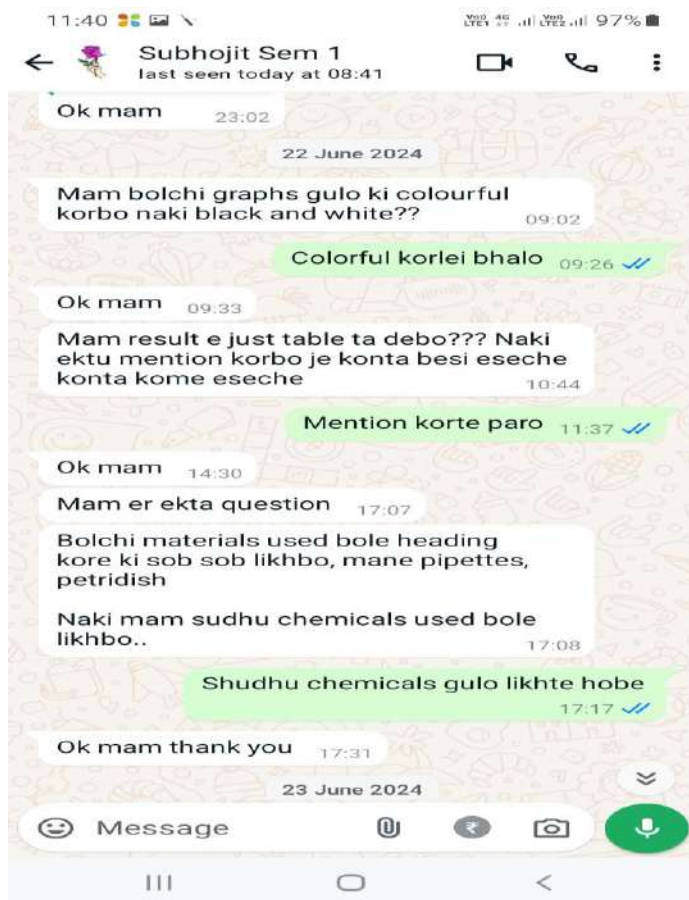 11:40
VoD 4G LTE1 VoD LTE2 97%
Subhojit Sem 1
last seen today at 08:41
Ok mam 23:02
22 June 2024
Mam bolchi graphs gulo ki colourful
korbo naki black and white?? 09:02
Colorful korlei bhalo 09:26
Ok mam 09:33
Mam result e just table ta debo??? Naki
ektu mention korbo je konta besi eseche
konta kome eseche 10:44
Mention korte paro 11:37
Ok mam 14:30
Mam er ekta question 17:07
Bolchi materials used bole heading
kore ki sob sob likhbo, mane pipettes,
petridish
Naki mam sudhu chemicals used bole
likhbo.. 17:08
Shudhu chemicals gulo likhte hobe
17:17
Ok mam thank you 17:31
23 June 2024
Message
₹